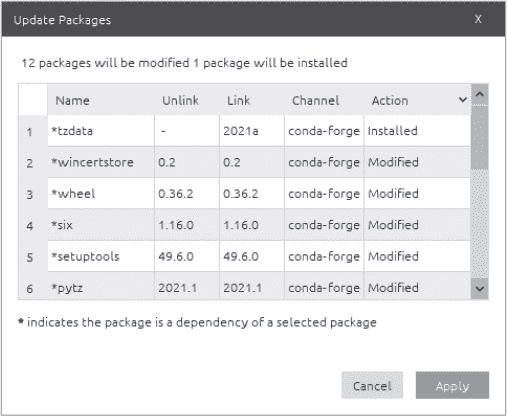 Update Packages X
12 packages will be modified 1 package will be installed
Name Unlink Link Channel Action
1 *tzdata - 2021a conda-forge Installed
2 *wincertstore 0.2 0.2 conda-forge Modified
3 *wheel 0.36.2 0.36.2 conda-forge Modified
4 *six 1.16.0 1.16.0 conda-forge Modified
5 *setuptools 49.6.0 49.6.0 conda-forge Modified
6 *pytz 2021.1 2021.1 conda-forge Modified
* indicates the package is a dependency of a selected package
Cancel Apply